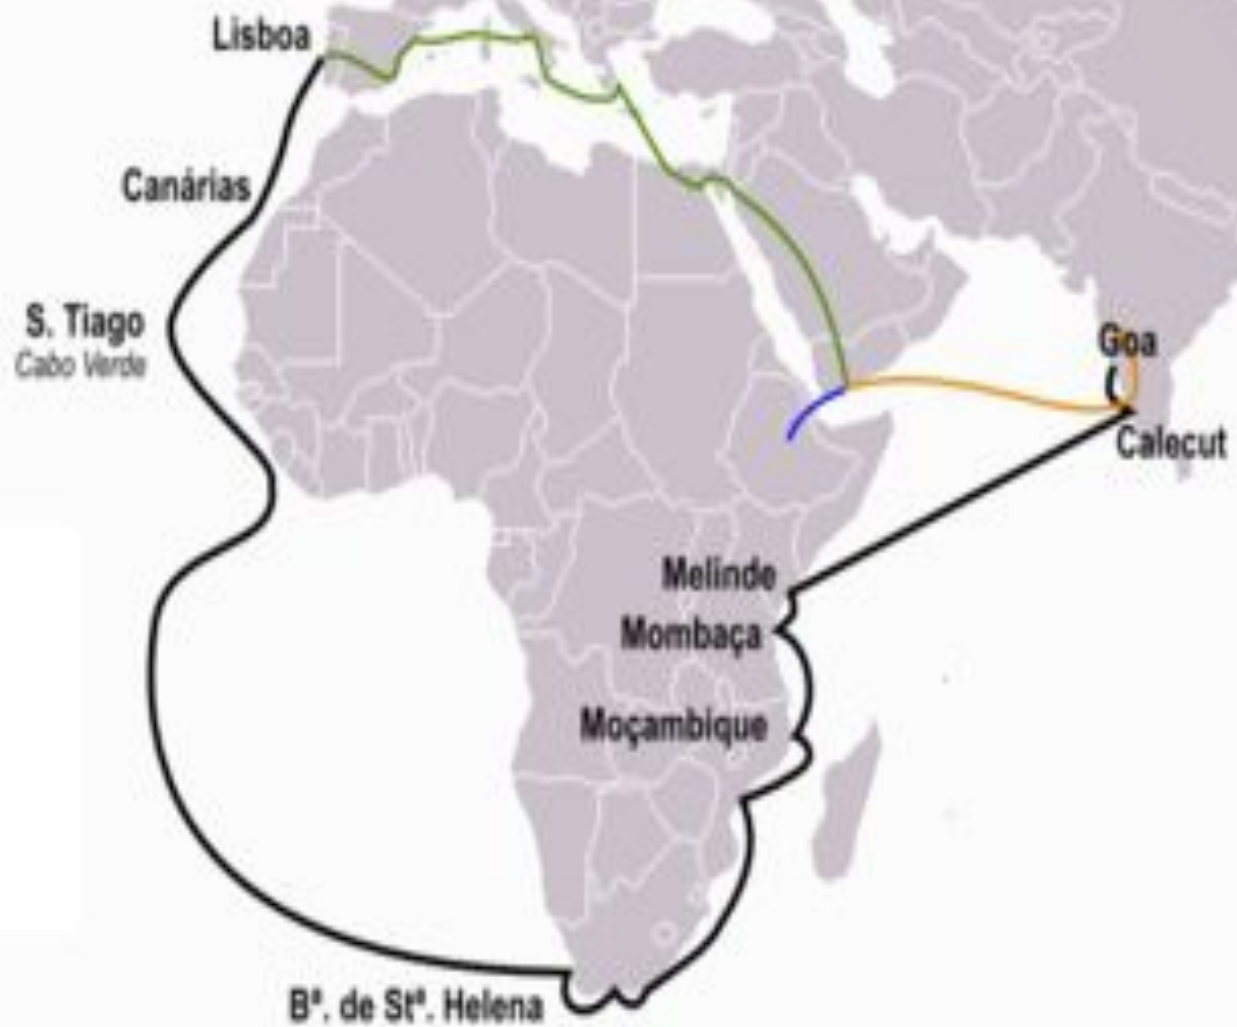 Lisboa
Canárias
S. Tiago
Cabo Verde
Goa
Calecut
Melinde
Mombaça
Moçambique
Bª. de Stª. Helena